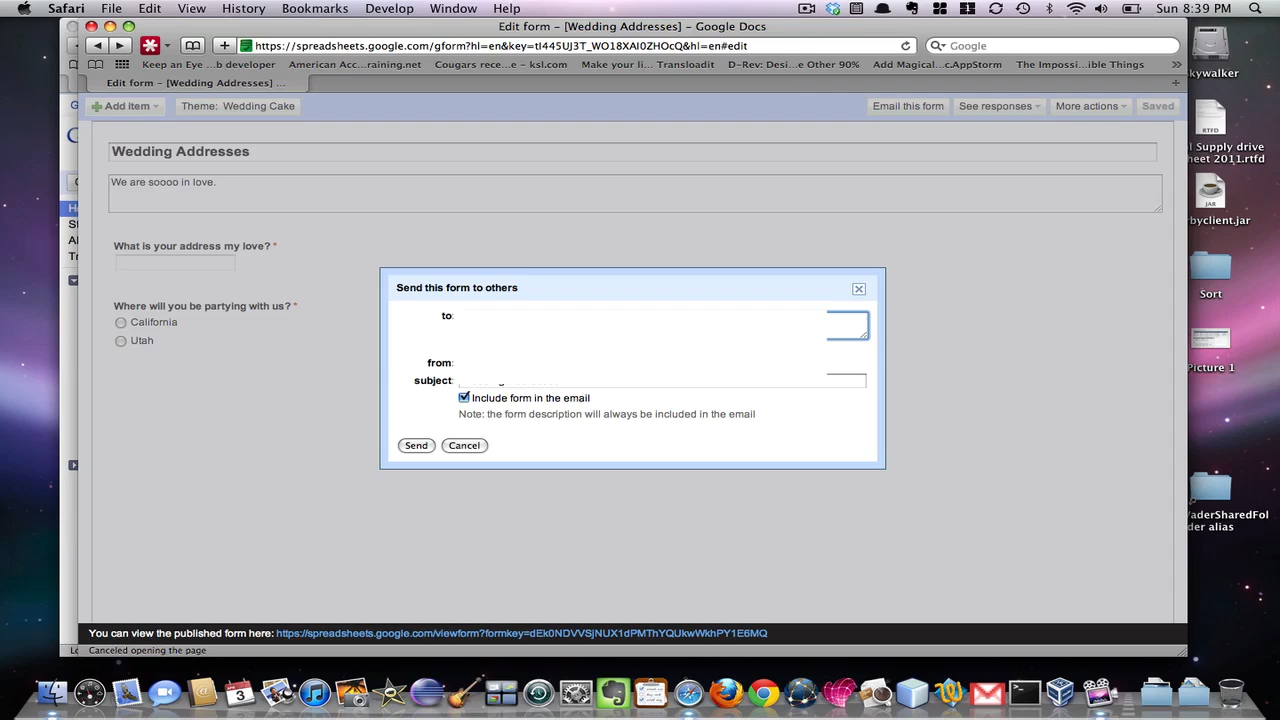 Safari File Edit View History Bookmarks Develop Window Help Sun 8:39 PM
Edit form – [Wedding Addresses] – Google Docs
https://spreadsheets.google.com/gform?hl=en&key=tI445UJ3T_WO18XAI0ZHOcQ&hl=en#edit Google
Keep an Eye ...b developer American Acc...raining.net Cougars rece...ksl.com Make your li... Transloadit D-Rev: Desi...e Other 90% Add Magical...c.AppStorm The Impossi...ible Things
Edit form – [Wedding Addresses] ...
Add item Theme: Wedding Cake Email this form See responses More actions Saved
Wedding Addresses
We are soooo in love.
What is your address my love? *
Where will you be partying with us? *
California
Utah
Send this form to others
to:
from:
subject:
Include form in the email
Note: the form description will always be included in the email
Send Cancel
You can view the published form here: https://spreadsheets.google.com/viewform?formkey=dEk0NDVVSjNUX1dPMThYQUkwWkhPY1E6MQ
Canceled opening the page
kywalker
RTFD
l Supply drive
heet 2011.rtfd
JAR
rbyclient.jar
Sort
Picture 1
VaderSharedFol
der alias
APR
3